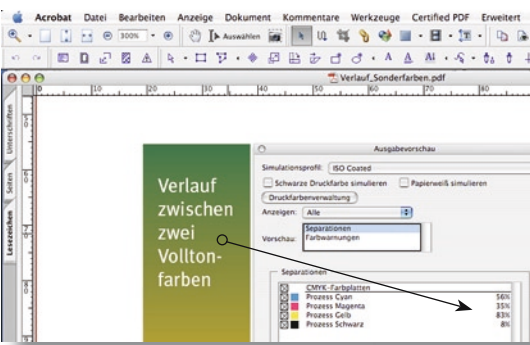 Acrobat Datei Bearbeiten Anzeige Dokument Kommentare Werkzeuge Certified PDF Erweitert
300% Auswählen
Verlauf_Sonderfarben.pdf
0 10 20 30 40 50 60 70 80
Unterschriften
Seiten
Lesezeichen
Verlauf
zwischen
zwei
Vollton-
farben
Ausgabevorschau
Simulationsprofil: ISO Coated
Schwarze Druckfarbe simulieren Papierweiß simulieren
Druckfarbenverwaltung
Anzeigen: Alle
Vorschau: Separationen
Farbwarnungen
Separationen
CMYK-Farbplatten
Prozess Cyan 56%
Prozess Magenta 35%
Prozess Gelb 83%
Prozess Schwarz 8%